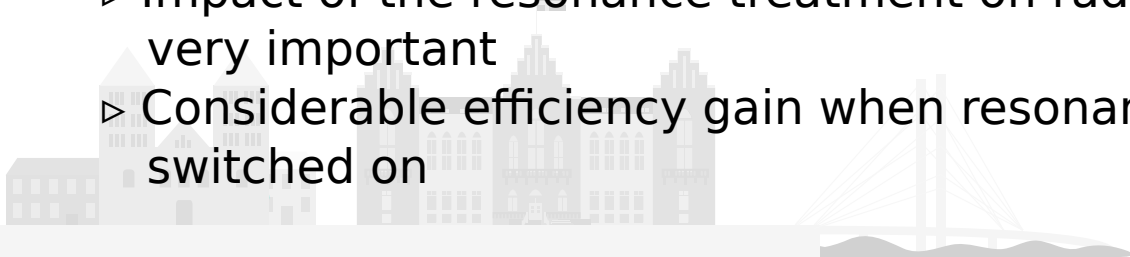 ▹ Impact of the resonance treatment on
very important
▹ Considerable efficiency gain when
switched on